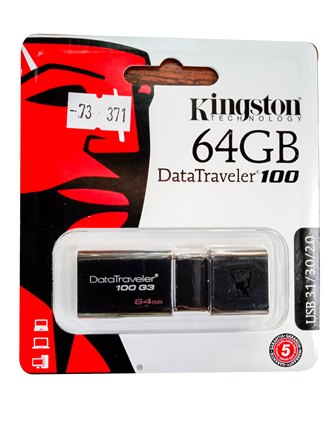 -73 371
Kingston
TECHNOLOGY
64GB
DataTraveler® 100
DataTraveler®
100 G3
64GB
USB 3.1/3.0/2.0
5